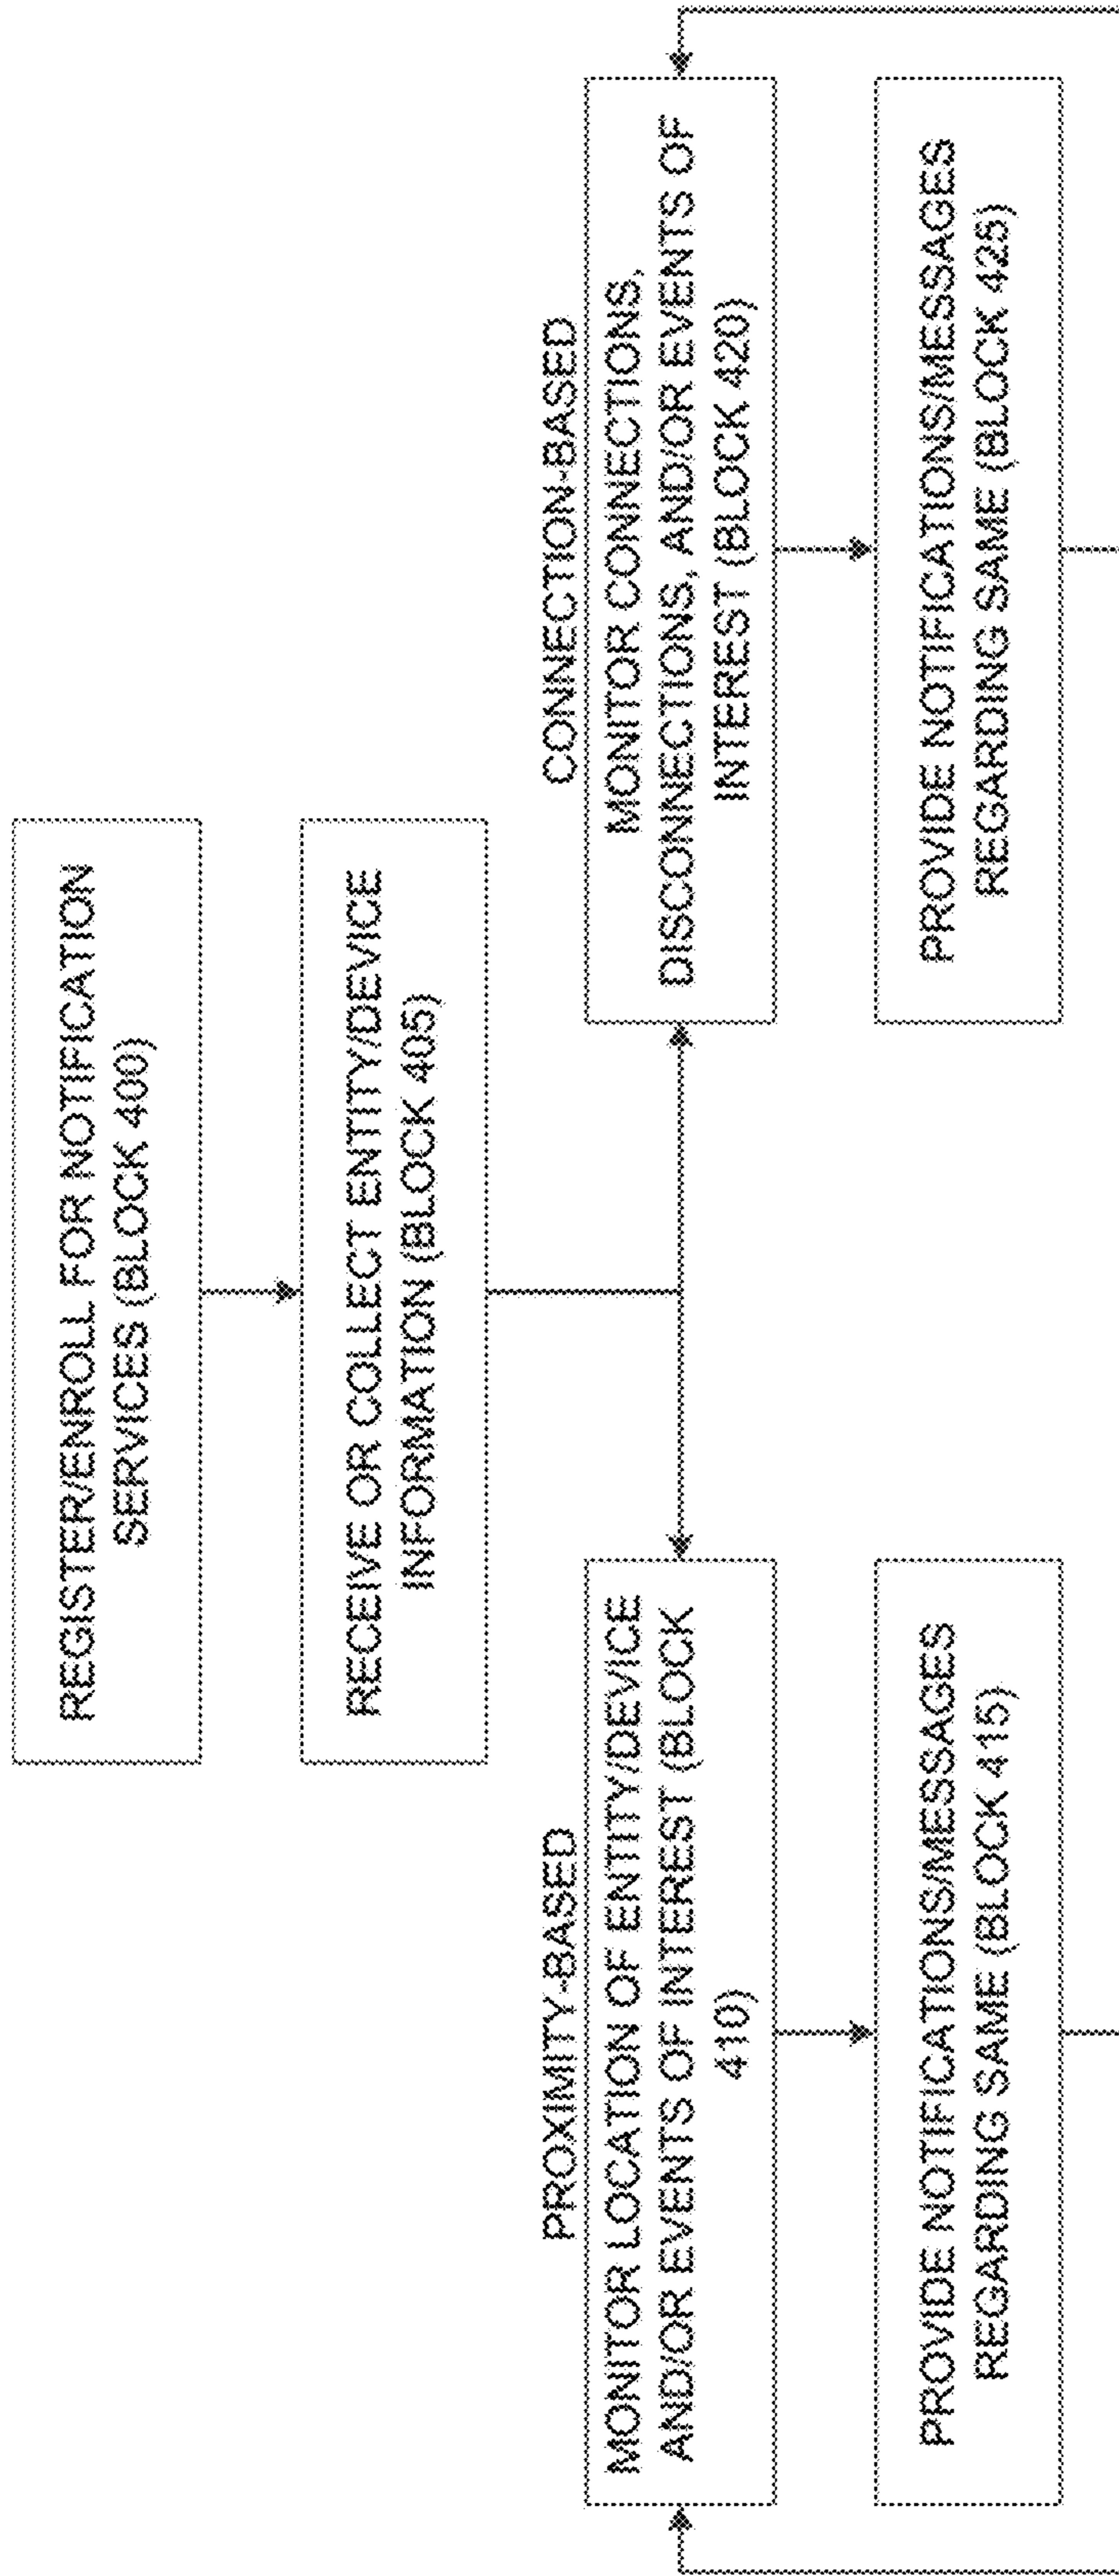 REGISTER/ENROLL FOR NOTIFICATION
SERVICES (BLOCK 400)
RECEIVE OR COLLECT ENTITY/DEVICE
INFORMATION (BLOCK 405)
PROXIMITY-BASED
MONITOR LOCATION OF ENTITY/DEVICE
AND/OR EVENTS OF INTEREST (BLOCK
410)
PROVIDE NOTIFICATIONS/MESSAGES
REGARDING SAME (BLOCK 415)
CONNECTION-BASED
MONITOR CONNECTIONS,
DISCONNECTIONS, AND/OR EVENTS OF
INTEREST (BLOCK 420)
PROVIDE NOTIFICATIONS/MESSAGES
REGARDING SAME (BLOCK 425)